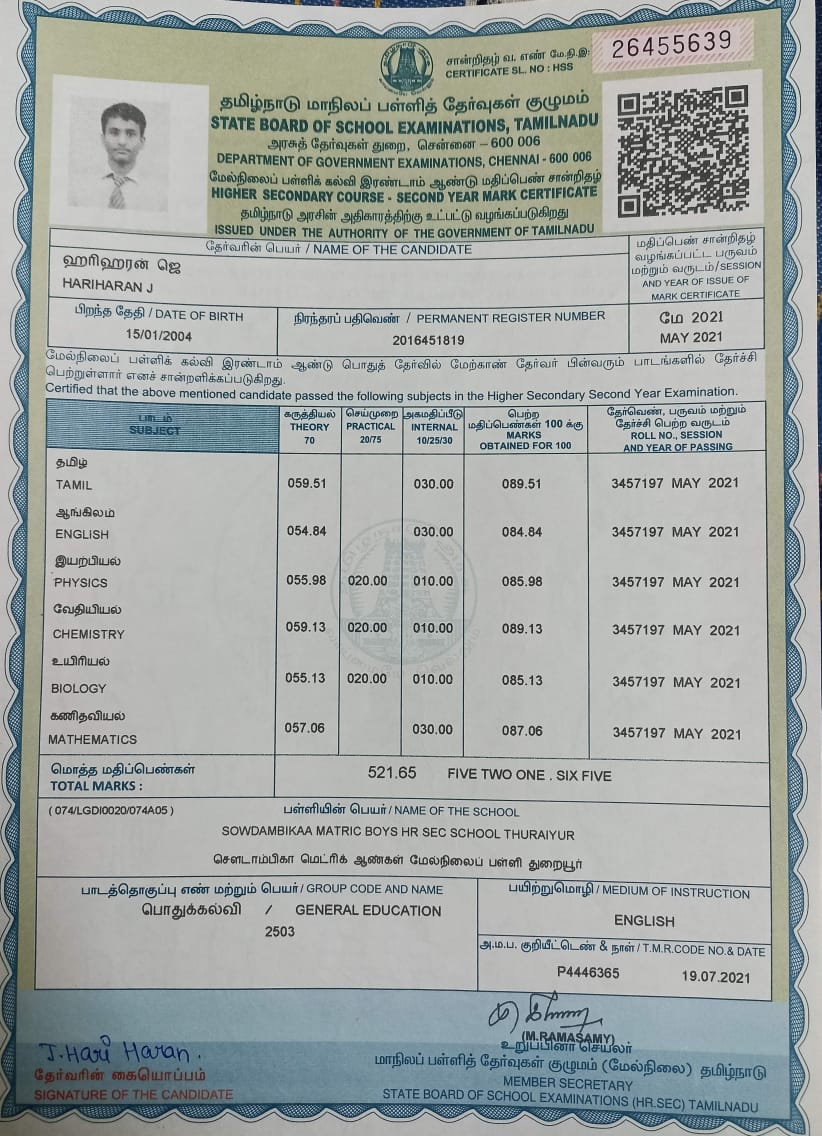 சான்றிதழ் வ. எண் மே.நி.இ:
CERTIFICATE SL. NO : HSS
26455639
தமிழ்நாடு மாநிலப் பள்ளித் தேர்வுகள் குழுமம்
STATE BOARD OF SCHOOL EXAMINATIONS, TAMILNADU
அரசுத் தேர்வுகள் துறை, சென்னை – 600 006
DEPARTMENT OF GOVERNMENT EXAMINATIONS, CHENNAI - 600 006
மேல்நிலைப் பள்ளிக் கல்வி இரண்டாம் ஆண்டு மதிப்பெண் சான்றிதழ்
HIGHER SECONDARY COURSE - SECOND YEAR MARK CERTIFICATE
தமிழ்நாடு அரசின் அதிகாரத்திற்கு உட்பட்டு வழங்கப்படுகிறது
ISSUED UNDER THE AUTHORITY OF THE GOVERNMENT OF TAMILNADU
தேர்வரின் பெயர் / NAME OF THE CANDIDATE
ஹரிஹரன் ஜெ
HARIHARAN J
மதிப்பெண் சான்றிதழ்
வழங்கப்பட்ட பருவம்
மற்றும் வருடம்/SESSION
AND YEAR OF ISSUE OF
MARK CERTIFICATE
பிறந்த தேதி / DATE OF BIRTH
15/01/2004
நிரந்தரப் பதிவெண் / PERMANENT REGISTER NUMBER
2016451819
மே 2021
MAY 2021
மேல்நிலைப் பள்ளிக் கல்வி இரண்டாம் ஆண்டு பொதுத் தேர்வில் மேற்காண் தேர்வர் பின்வரும் பாடங்களில் தேர்ச்சி
பெற்றுள்ளார் எனச் சான்றளிக்கப்படுகிறது.
Certified that the above mentioned candidate passed the following subjects in the Higher Secondary Second Year Examination.
பாடம்
SUBJECT
கருத்தியல்
THEORY
70
செய்முறை
PRACTICAL
20/75
அகமதிப்பீடு
INTERNAL
10/25/30
பெற்ற
மதிப்பெண்கள் 100 க்கு
MARKS
OBTAINED FOR 100
தேர்வெண், பருவம் மற்றும்
தேர்ச்சி பெற்ற வருடம்
ROLL NO., SESSION
AND YEAR OF PASSING
தமிழ்
TAMIL 059.51 030.00 089.51 3457197 MAY 2021
ஆங்கிலம்
ENGLISH 054.84 030.00 084.84 3457197 MAY 2021
இயற்பியல்
PHYSICS 055.98 020.00 010.00 085.98 3457197 MAY 2021
வேதியியல்
CHEMISTRY 059.13 020.00 010.00 089.13 3457197 MAY 2021
உயிரியல்
BIOLOGY 055.13 020.00 010.00 085.13 3457197 MAY 2021
கணிதவியல்
MATHEMATICS 057.06 030.00 087.06 3457197 MAY 2021
மொத்த மதிப்பெண்கள்
TOTAL MARKS :
521.65 FIVE TWO ONE . SIX FIVE
( 074/LGDI0020/074A05 )
பள்ளியின் பெயர் / NAME OF THE SCHOOL
SOWDAMBIKAA MATRIC BOYS HR SEC SCHOOL THURAIYUR
சௌடாம்பிகா மெட்ரிக் ஆண்கள் மேல்நிலைப் பள்ளி துறையூர்
பாடத்தொகுப்பு எண் மற்றும் பெயர் / GROUP CODE AND NAME
பொதுக்கல்வி / GENERAL EDUCATION
2503
பயிற்றுமொழி / MEDIUM OF INSTRUCTION
ENGLISH
அ.ம.ப. குறியீட்டெண் & நாள் / T.M.R.CODE NO.& DATE
P4446365 19.07.2021
J.Hari Haran.
தேர்வரின் கையொப்பம்
SIGNATURE OF THE CANDIDATE
(M.RAMASAMY)
உறுப்பினர் செயலர்
மாநிலப் பள்ளித் தேர்வுகள் குழுமம் (மேல்நிலை) தமிழ்நாடு
MEMBER SECRETARY
STATE BOARD OF SCHOOL EXAMINATIONS (HR.SEC) TAMILNADU